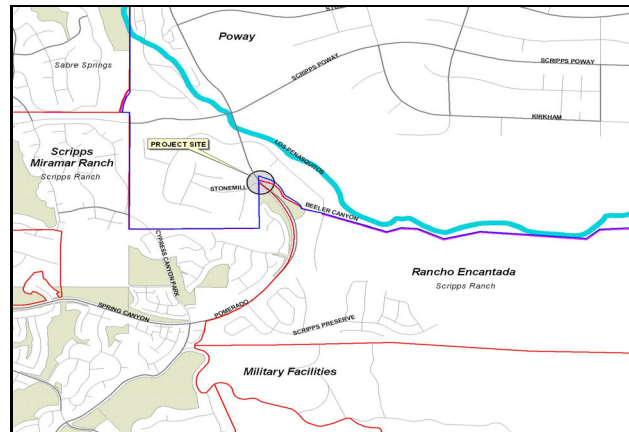 Poway
Sabre Springs
SCRIPPS POWAY
SCRIPPS POWAY
KIRKHAM
PROJECT SITE
LOS PENASQUITOS
Scripps
Miramar Ranch
Scripps Ranch
STONEMILL
BEELER CANYON
CYPRESS CANYON PARK
Rancho Encantada
Scripps Ranch
SPRING CANYON
POMERADO
SCRIPPS PRESERVE
Military Facilities